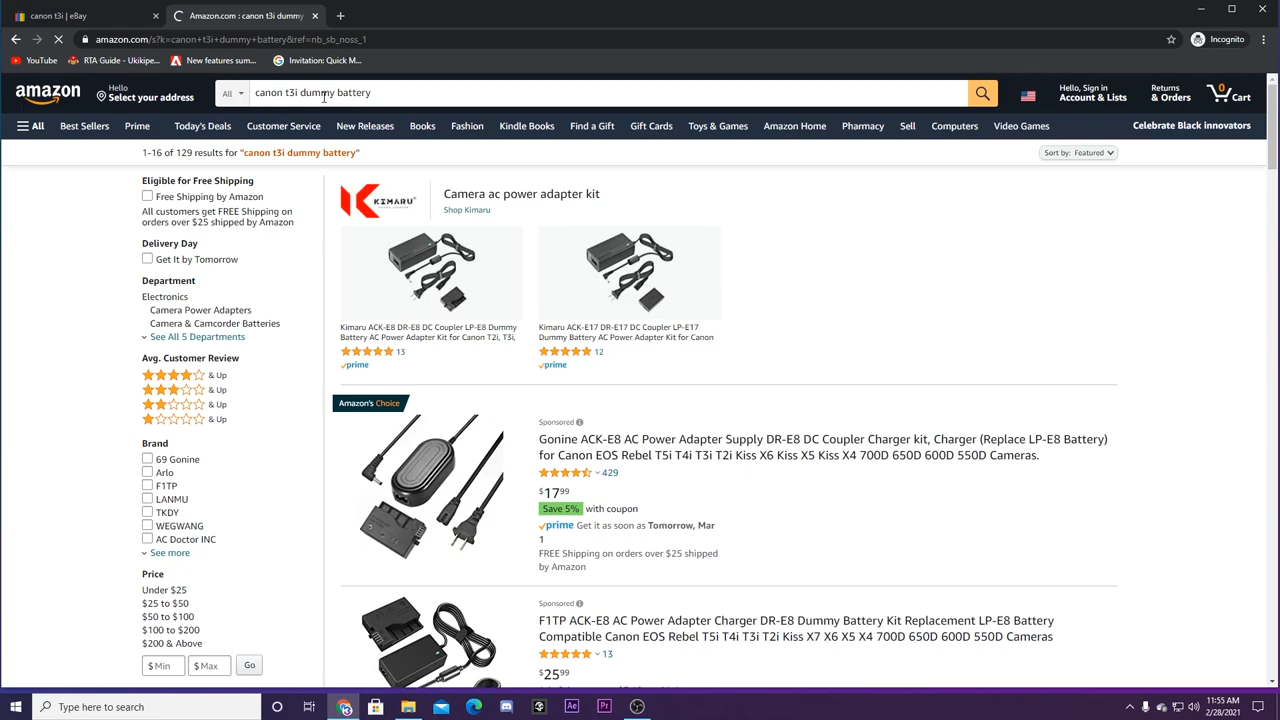 canon t3i | eBay
Amazon.com : canon t3i dummy
amazon.com/s?k=canon+t3i+dummy+battery&ref=nb_sb_noss_1
Incognito
YouTube
RTA Guide - Ukikipe...
New features sum...
Invitation: Quick M...
amazon
Hello
Select your address
All
canon t3i dummy battery
Hello, Sign in
Account & Lists
Returns
& Orders
0
Cart
All
Best Sellers
Prime
Today's Deals
Customer Service
New Releases
Books
Fashion
Kindle Books
Find a Gift
Gift Cards
Toys & Games
Amazon Home
Pharmacy
Sell
Computers
Video Games
Celebrate Black innovators
1-16 of 129 results for "canon t3i dummy battery"
Sort by: Featured
Eligible for Free Shipping
Free Shipping by Amazon
All customers get FREE Shipping on
orders over $25 shipped by Amazon
Delivery Day
Get It by Tomorrow
Department
Electronics
Camera Power Adapters
Camera & Camcorder Batteries
See All 5 Departments
Avg. Customer Review
& Up
& Up
& Up
& Up
Brand
69 Gonine
Arlo
F1TP
LANMU
TKDY
WEGWANG
AC Doctor INC
See more
Price
Under $25
$25 to $50
$50 to $100
$100 to $200
$200 & Above
$ Min
$ Max
Go
KIMARU
Camera ac power adapter kit
Shop Kimaru
Kimaru ACK-E8 DR-E8 DC Coupler LP-E8 Dummy
Battery AC Power Adapter Kit for Canon T2i, T3i,
13
prime
Kimaru ACK-E17 DR-E17 DC Coupler LP-E17
Dummy Battery AC Power Adapter Kit for Canon
12
prime
Amazon's Choice
Sponsored
Gonine ACK-E8 AC Power Adapter Supply DR-E8 DC Coupler Charger kit, Charger (Replace LP-E8 Battery)
for Canon EOS Rebel T5i T4i T3i T2i Kiss X6 Kiss X5 Kiss X4 700D 650D 600D 550D Cameras.
429
$17 99
Save 5% with coupon
prime Get it as soon as Tomorrow, Mar
1
FREE Shipping on orders over $25 shipped
by Amazon
Sponsored
F1TP ACK-E8 AC Power Adapter Charger DR-E8 Dummy Battery Kit Replacement LP-E8 Battery
Compatible Canon EOS Rebel T5i T4i T3i T2i Kiss X7 X6 X5 X4 700D 650D 600D 550D Cameras
13
$25 99
Type here to search
11:55 AM
2/28/2021